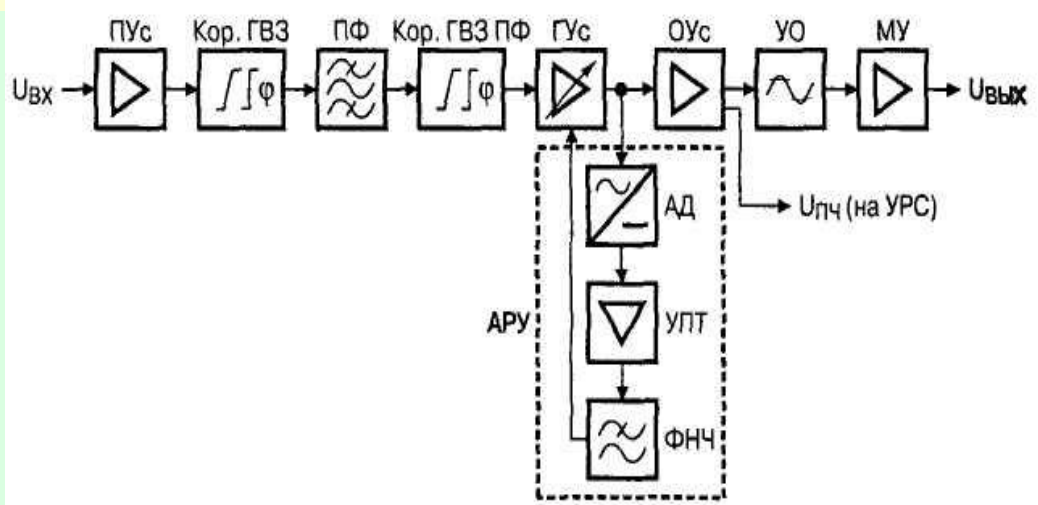 ПУс Кор. ГВЗ ПФ Кор. ГВЗ ПФ ГУс ОУс УО МУ
UВХ φ φ UВЫХ
АД UПЧ (на УРС)
АРУ УПТ
ФНЧ